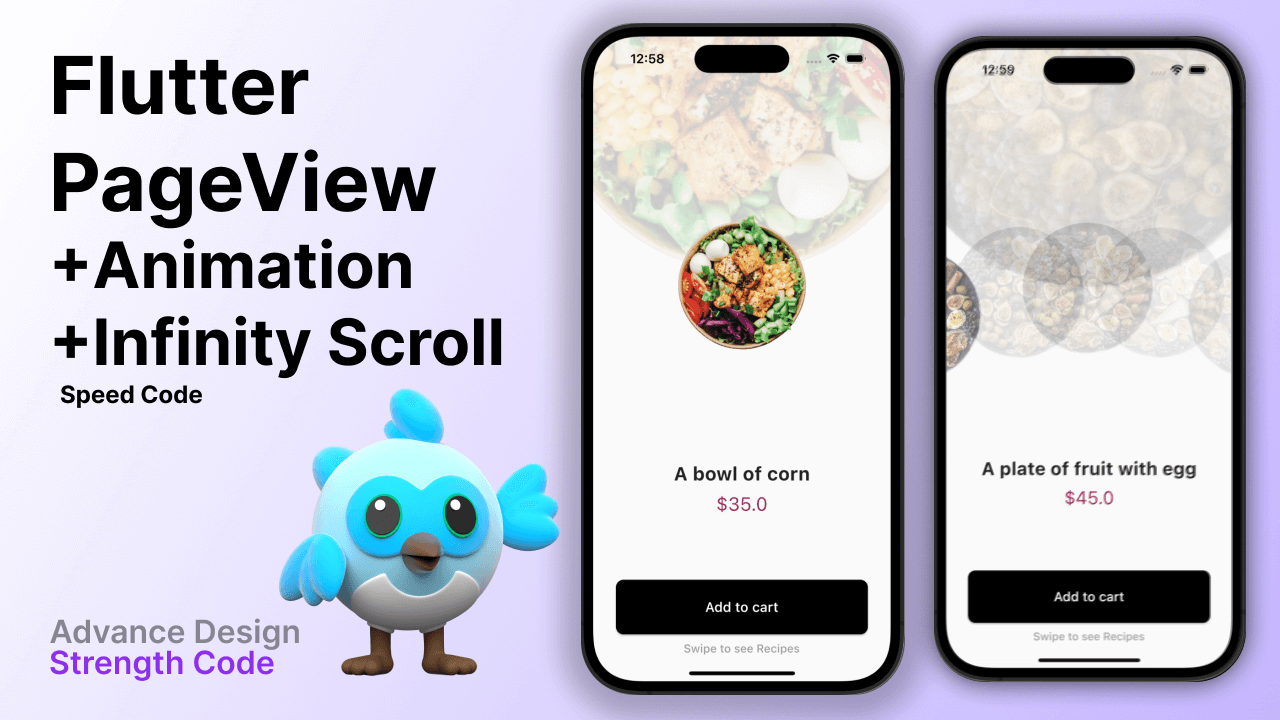 Flutter
PageView
+Animation
+Infinity Scroll
Speed Code
Advance Design
Strength Code
12:58
A bowl of corn
$35.0
Add to cart
Swipe to see Recipes
12:59
A plate of fruit with egg
$45.0
Add to cart
Swipe to see Recipes